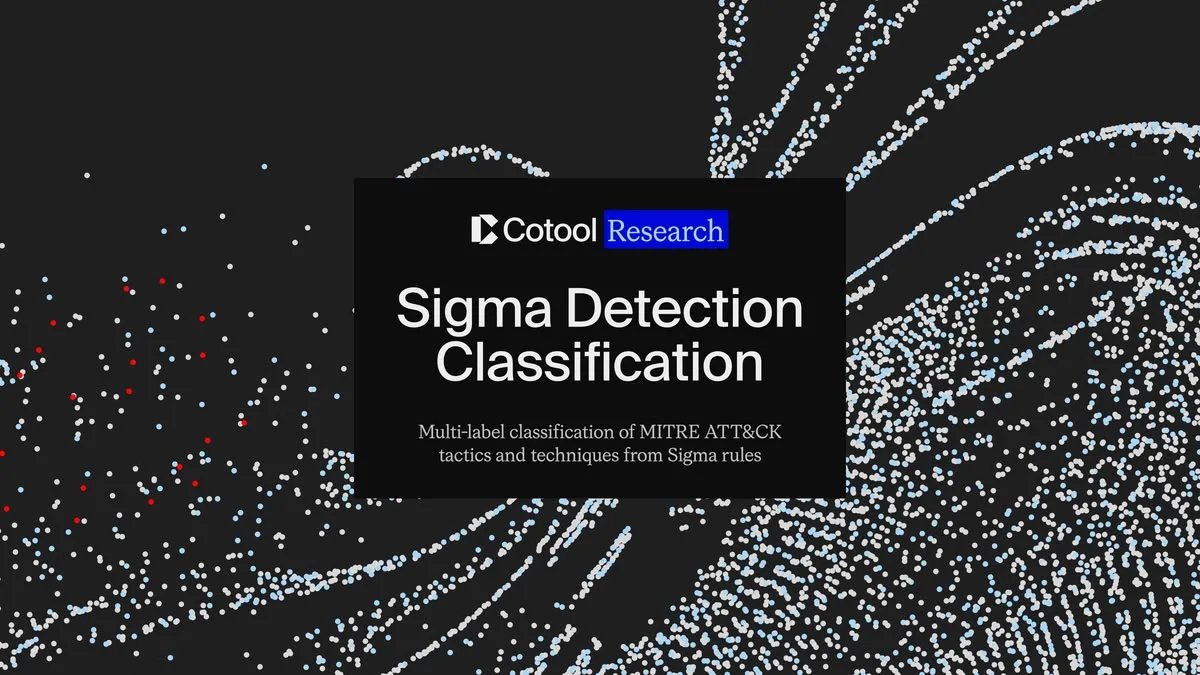 Cotool Research
Sigma Detection
Classification
Multi-label classification of MITRE ATT&CK
tactics and techniques from Sigma rules